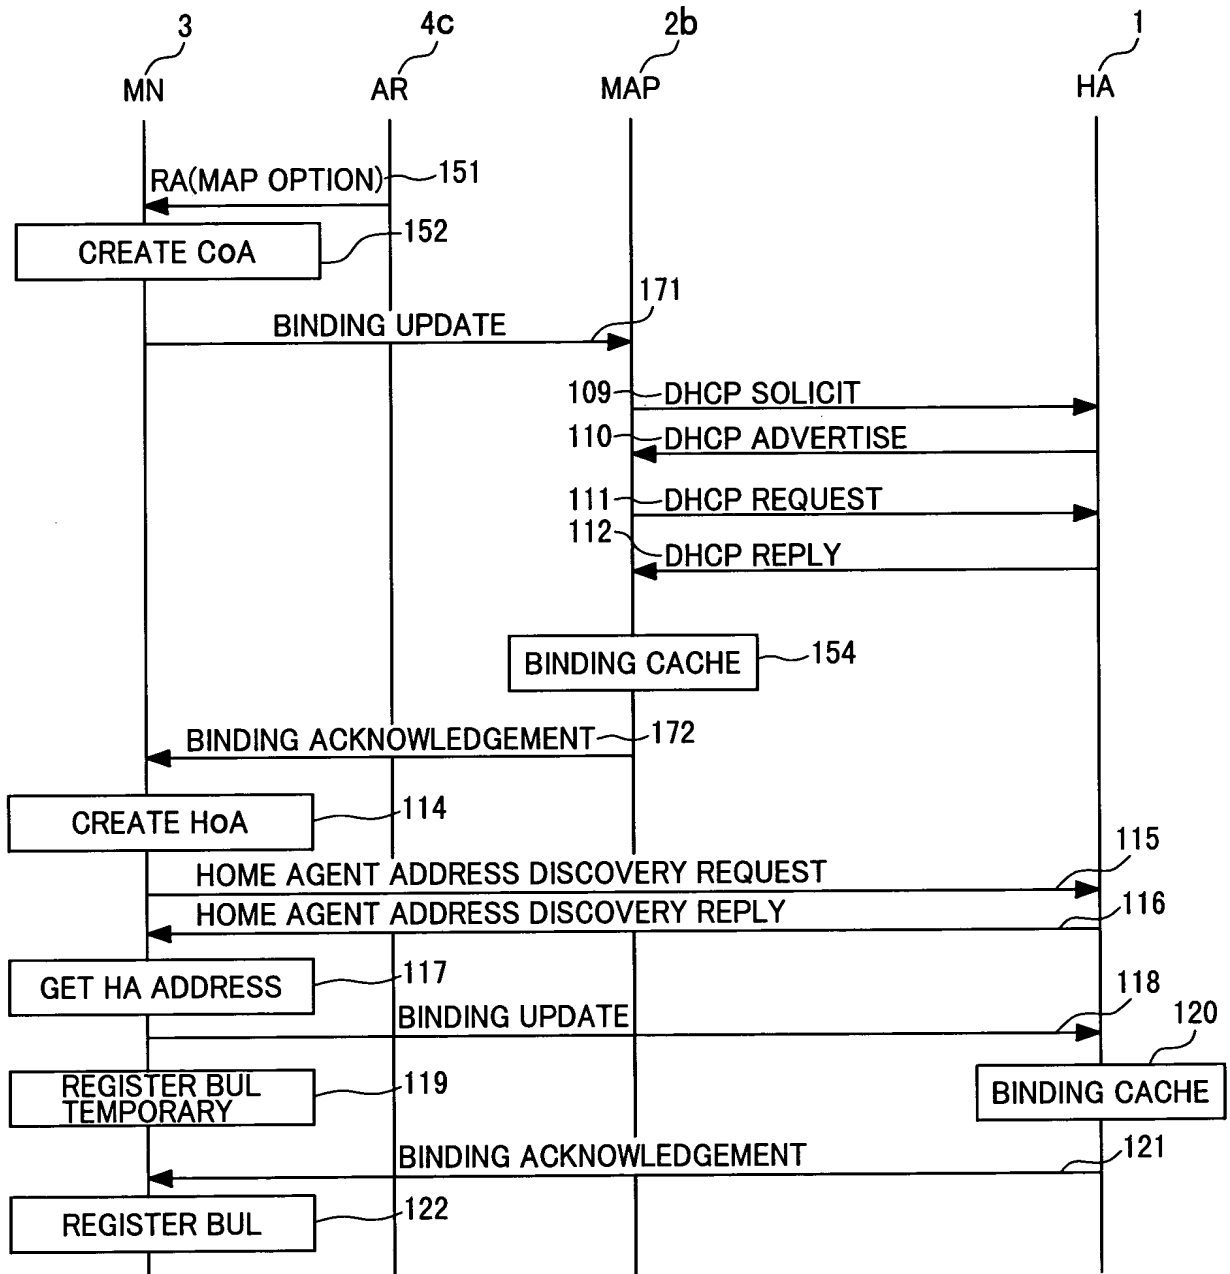 3 4c 2b 1
MN AR MAP HA
RA(MAP OPTION) 151
CREATE CoA 152
BINDING UPDATE 171
109 DHCP SOLICIT
110 DHCP ADVERTISE
111 DHCP REQUEST
112 DHCP REPLY
BINDING CACHE 154
BINDING ACKNOWLEDGEMENT 172
CREATE HoA 114
HOME AGENT ADDRESS DISCOVERY REQUEST 115
HOME AGENT ADDRESS DISCOVERY REPLY 116
GET HA ADDRESS 117
BINDING UPDATE 118
REGISTER BUL
TEMPORARY 119
BINDING CACHE 120
BINDING ACKNOWLEDGEMENT 121
REGISTER BUL 122